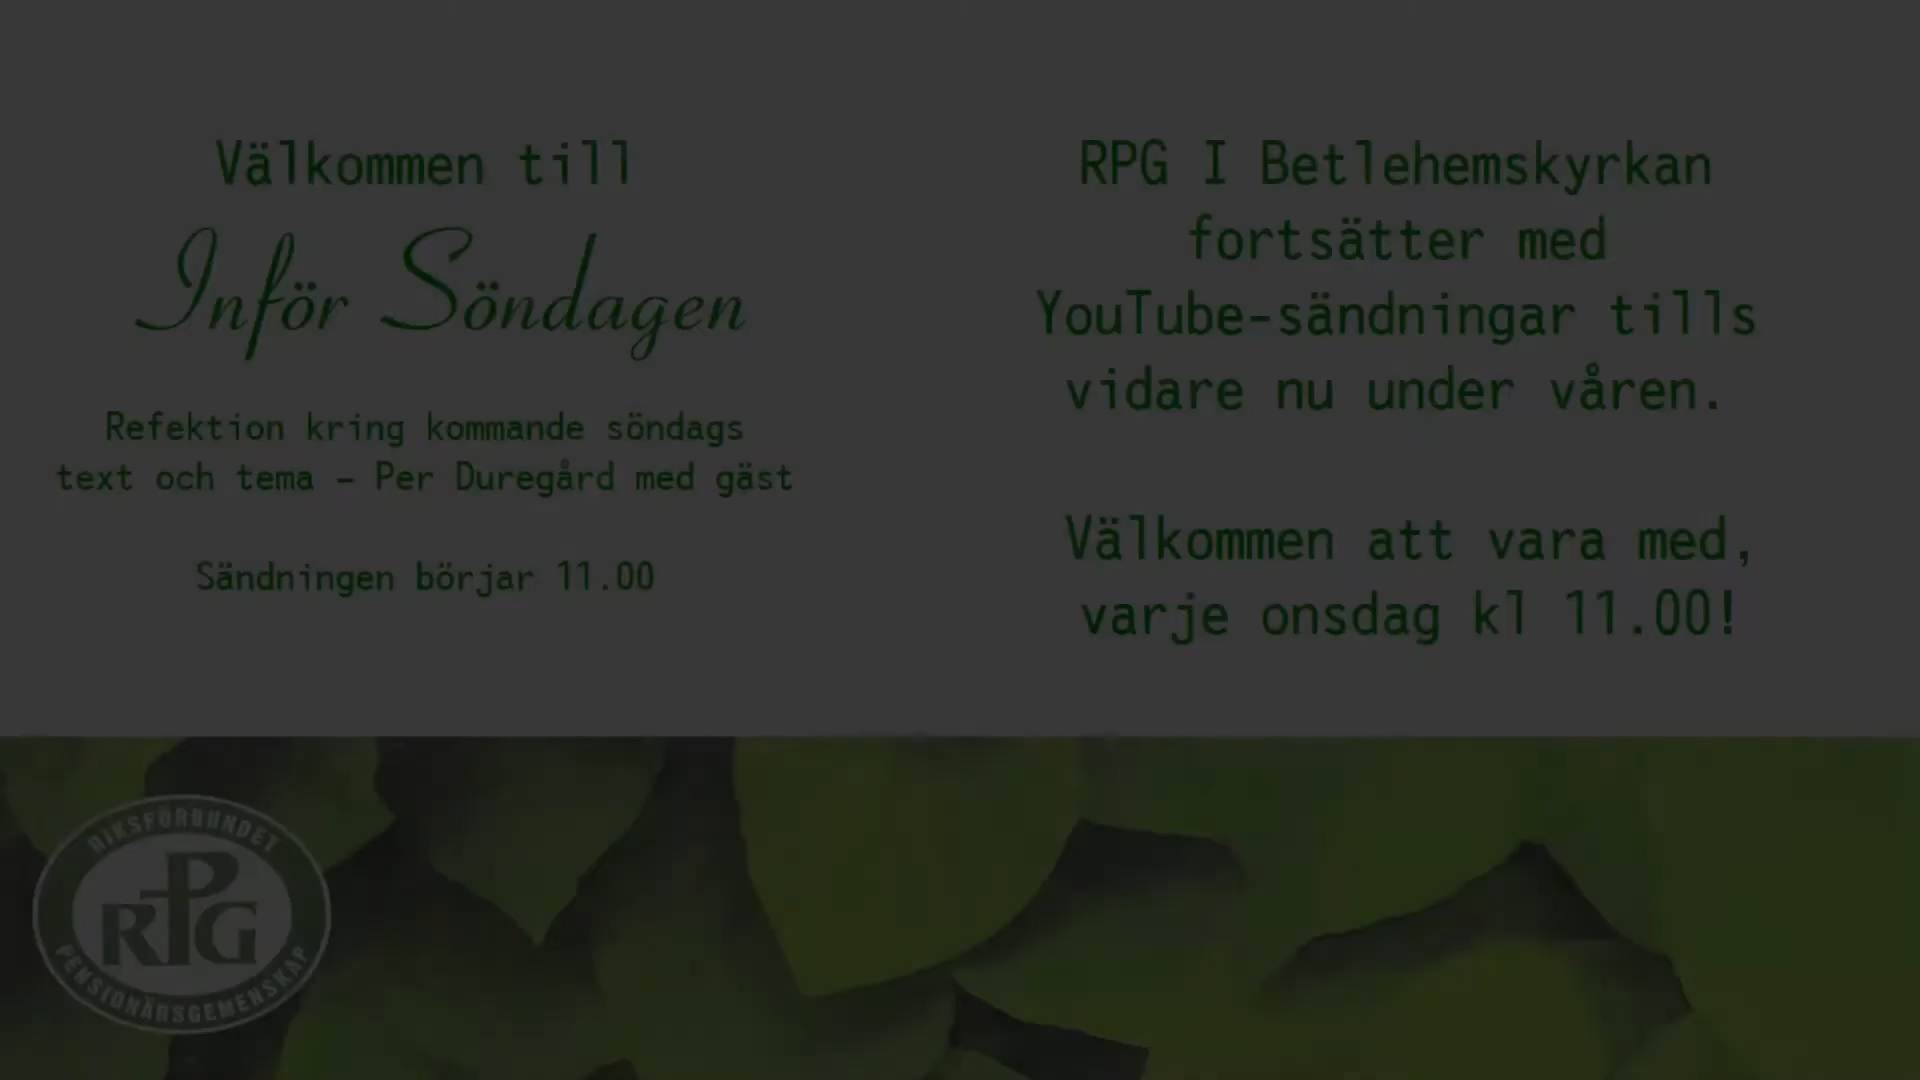 Välkommen till
Inför Söndagen
Refektion kring kommande söndags
text och tema – Per Duregård med gäst
Sändningen börjar 11.00
RPG I Betlehemskyrkan
fortsätter med
YouTube-sändningar tills
vidare nu under våren.
Välkommen att vara med,
varje onsdag kl 11.00!
RIKSFÖRBUNDET
RPG
PENSIONÄRSGEMENSKAP